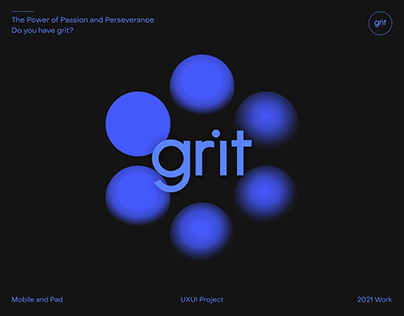 The Power of Passion and Perseverance
Do you have grit?
grit
grit
Mobile and Pad
UXUI Project
2021 Work